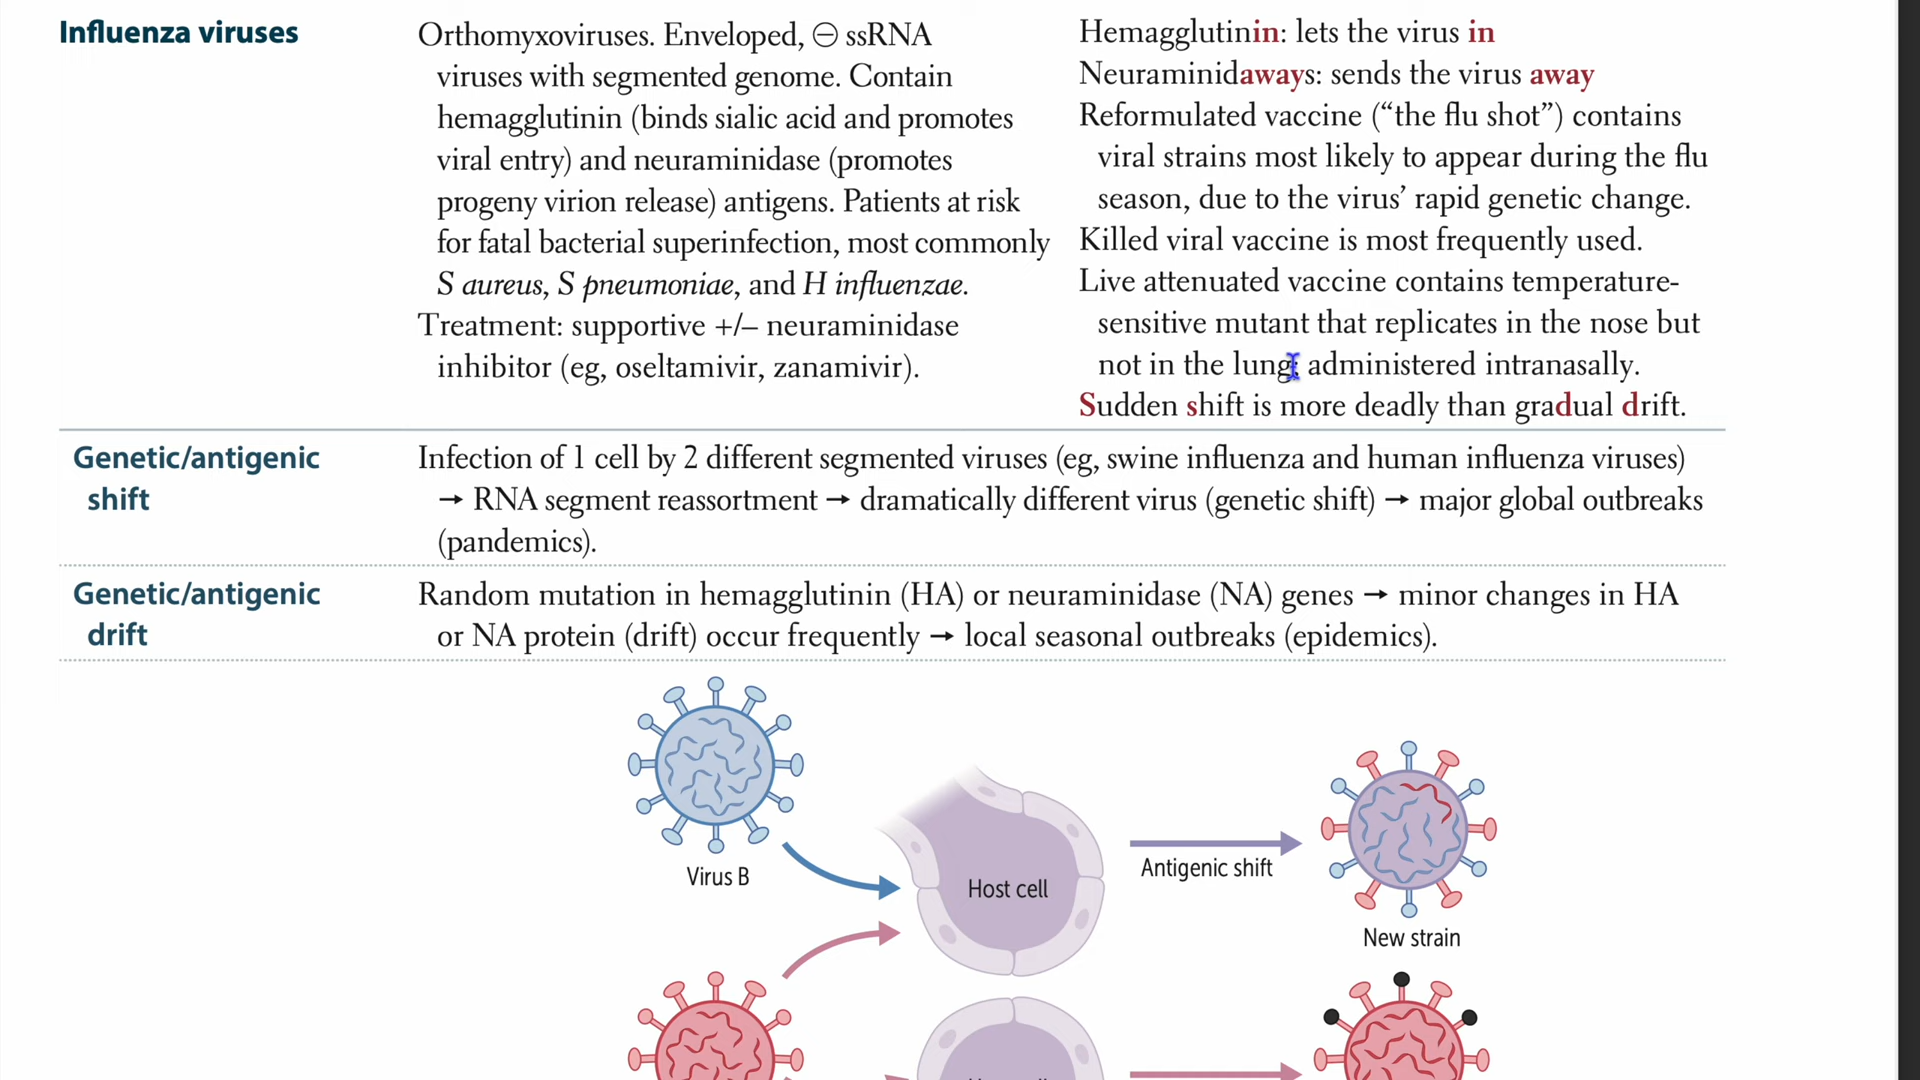 Influenza viruses
Orthomyxoviruses. Enveloped, ⊖ ssRNA
viruses with segmented genome. Contain
hemagglutinin (binds sialic acid and promotes
viral entry) and neuraminidase (promotes
progeny virion release) antigens. Patients at risk
for fatal bacterial superinfection, most commonly
S aureus, S pneumoniae, and H influenzae.
Treatment: supportive +/– neuraminidase
inhibitor (eg, oseltamivir, zanamivir).
Hemagglutinin: lets the virus in
Neuraminidaways: sends the virus away
Reformulated vaccine (“the flu shot”) contains
viral strains most likely to appear during the flu
season, due to the virus’ rapid genetic change.
Killed viral vaccine is most frequently used.
Live attenuated vaccine contains temperature-
sensitive mutant that replicates in the nose but
not in the lung; administered intranasally.
Sudden shift is more deadly than gradual drift.
Genetic/antigenic
shift
Infection of 1 cell by 2 different segmented viruses (eg, swine influenza and human influenza viruses)
→ RNA segment reassortment → dramatically different virus (genetic shift) → major global outbreaks
(pandemics).
Genetic/antigenic
drift
Random mutation in hemagglutinin (HA) or neuraminidase (NA) genes → minor changes in HA
or NA protein (drift) occur frequently → local seasonal outbreaks (epidemics).
Virus B
Host cell
Antigenic shift
New strain